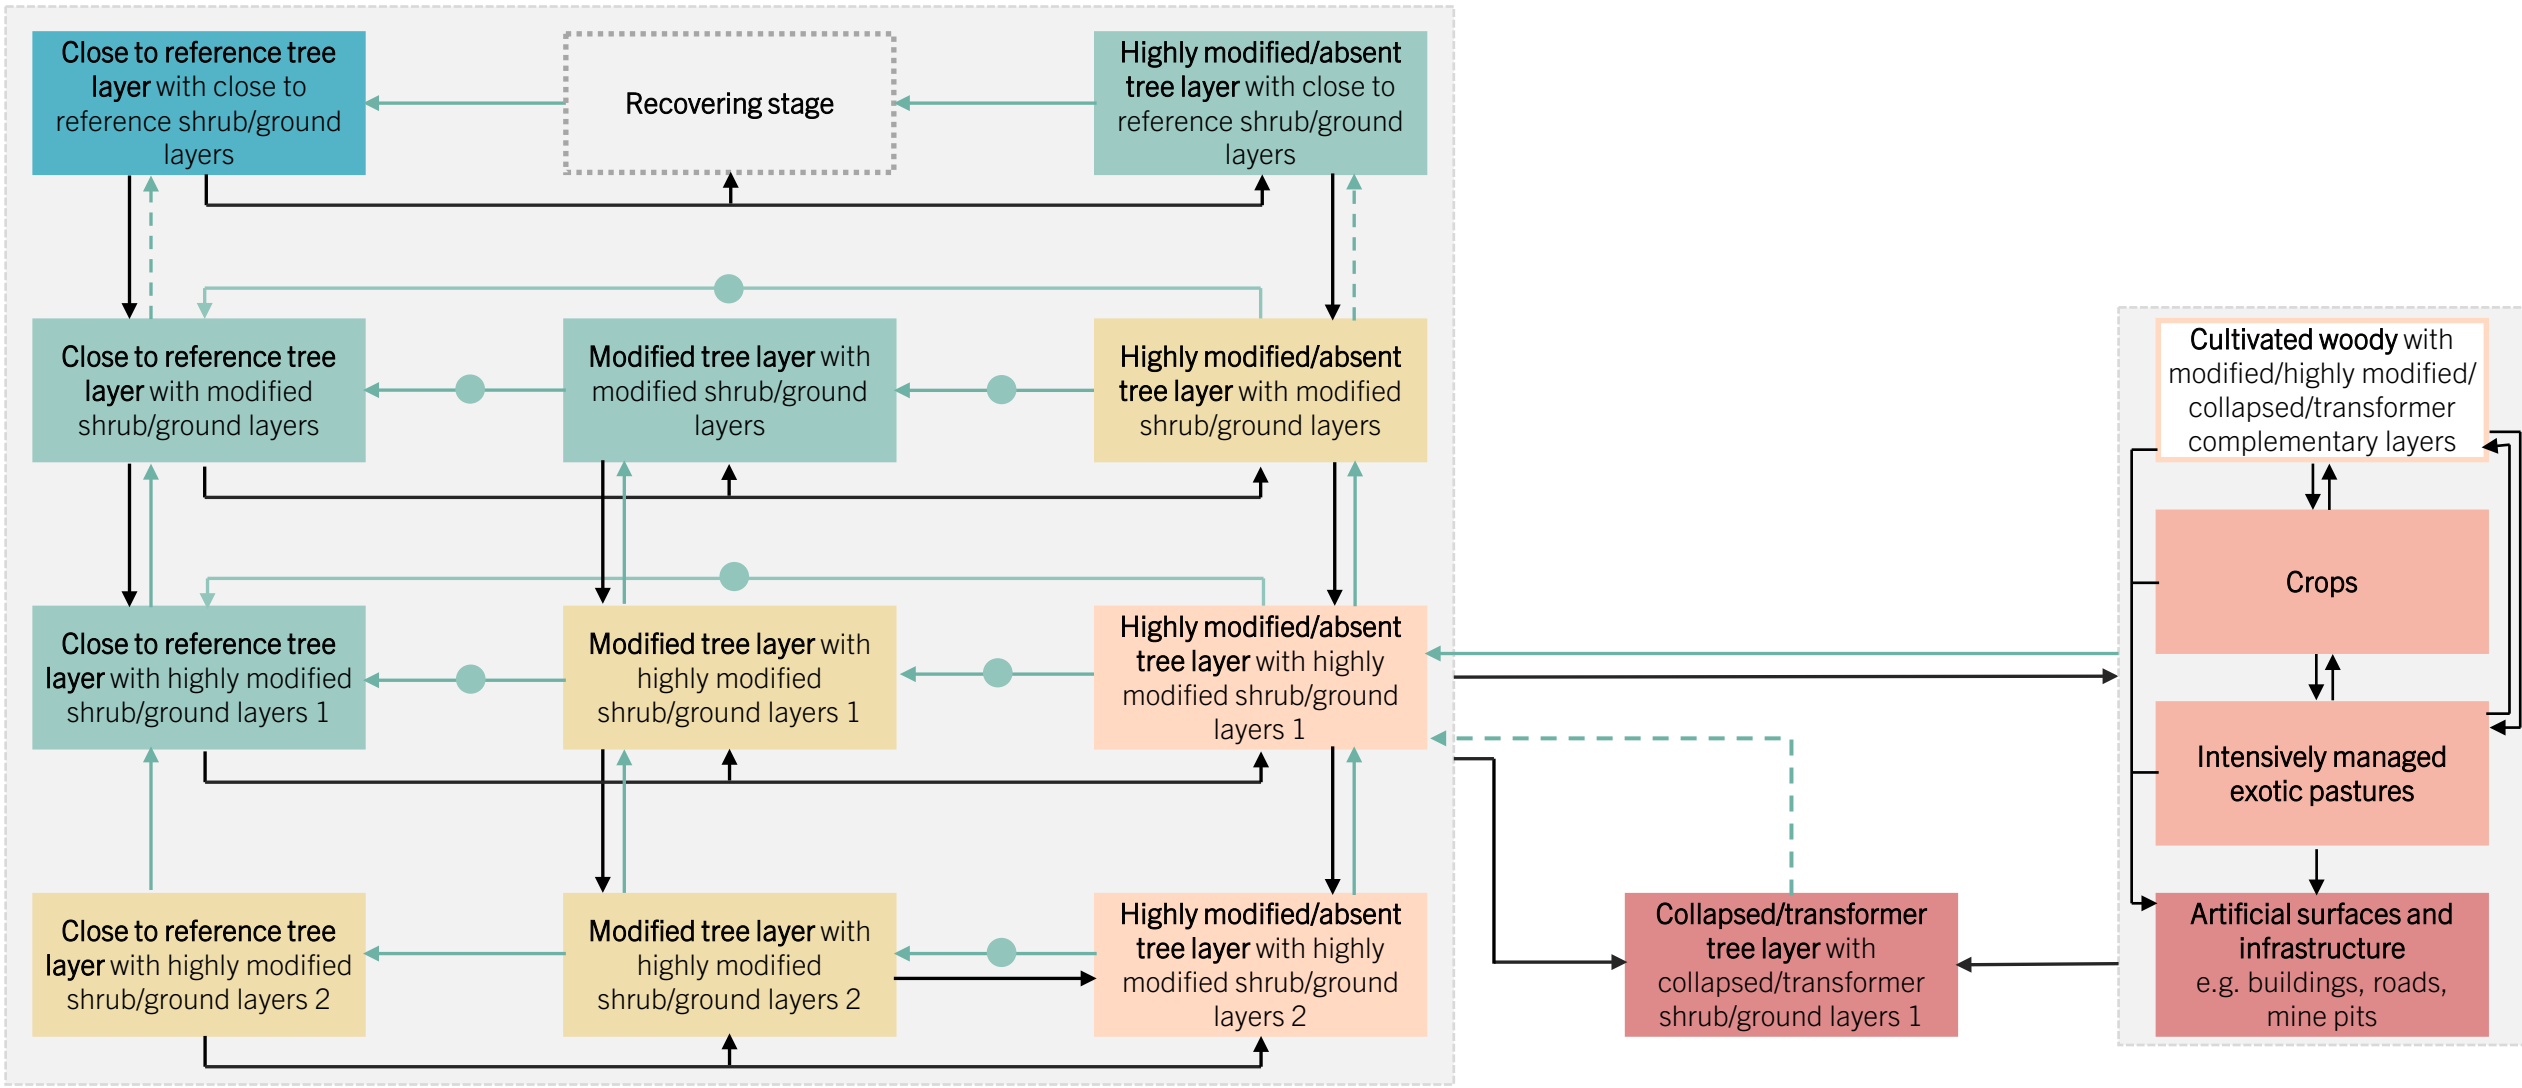 Close to reference tree
layer with close to
reference shrub/ground
layers
Recovering stage
Highly modified/absent
tree layer with close to
reference shrub/ground
layers
Close to reference tree
layer with modified
shrub/ground layers
Modified tree layer with
modified shrub/ground
layers
Highly modified/absent
tree layer with modified
shrub/ground layers
Cultivated woody with
modified/highly modified/
collapsed/transformer
complementary layers
Crops
Close to reference tree
layer with highly modified
shrub/ground layers 1
Modified tree layer with
highly modified
shrub/ground layers 1
Highly modified/absent
tree layer with highly
modified shrub/ground
layers 1
Intensively managed
exotic pastures
Close to reference tree
layer with highly modified
shrub/ground layers 2
Modified tree layer with
highly modified
shrub/ground layers 2
Highly modified/absent
tree layer with highly
modified shrub/ground
layers 2
Collapsed/transformer
tree layer with
collapsed/transformer
shrub/ground layers 1
Artificial surfaces and
infrastructure
e.g. buildings, roads,
mine pits